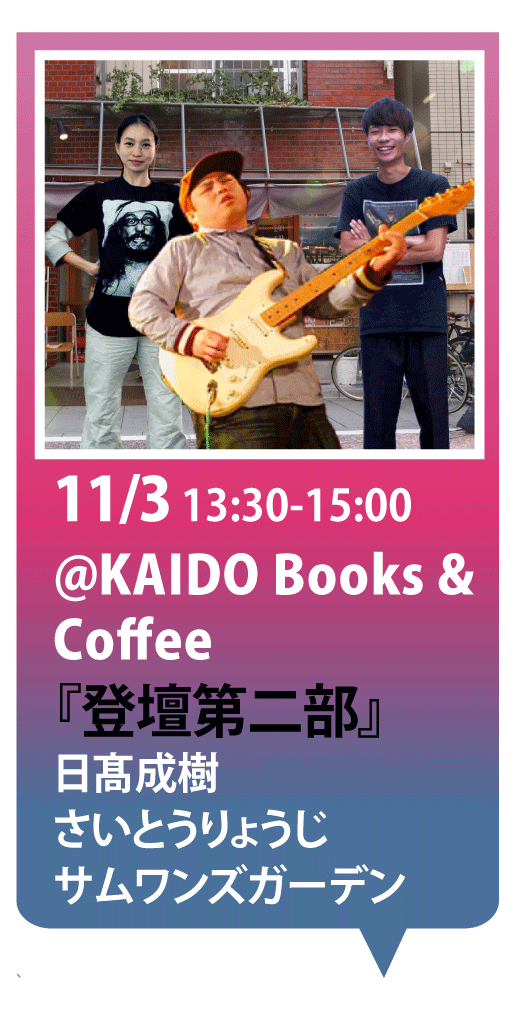 11/3 13:30-15:00
@KAIDO Books &
Coffee
『登壇第二部』
日髙成樹
さいとうりょうじ
サムワンズガーデン
、